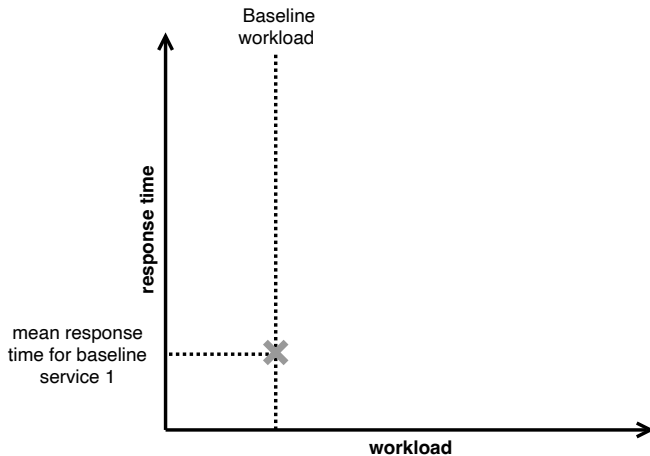 Baseline
workload
response time
mean response
time for baseline
service 1
workload